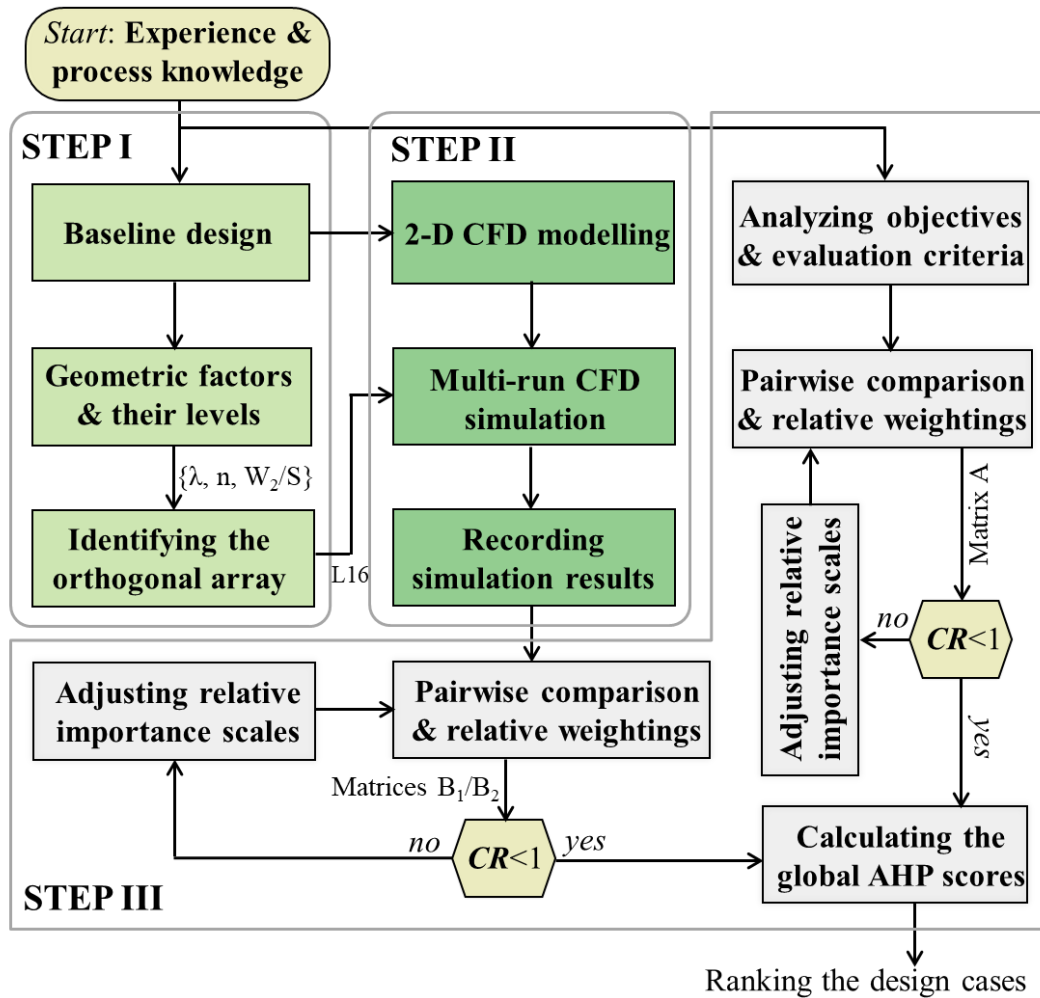 Start: Experience &
process knowledge
STEP I
Baseline design
Geometric factors
& their levels
{λ, n, W₂/S}
Identifying the
orthogonal array
L16
STEP II
2-D CFD modelling
Multi-run CFD
simulation
Recording
simulation results
Analyzing objectives
& evaluation criteria
Pairwise comparison
& relative weightings
Matrix A
Adjusting relative
importance scales
no
CR<1
yes
Adjusting relative
importance scales
Pairwise comparison
& relative weightings
Matrices B₁/B₂
no
CR<1
yes
Calculating the
global AHP scores
STEP III
Ranking the design cases